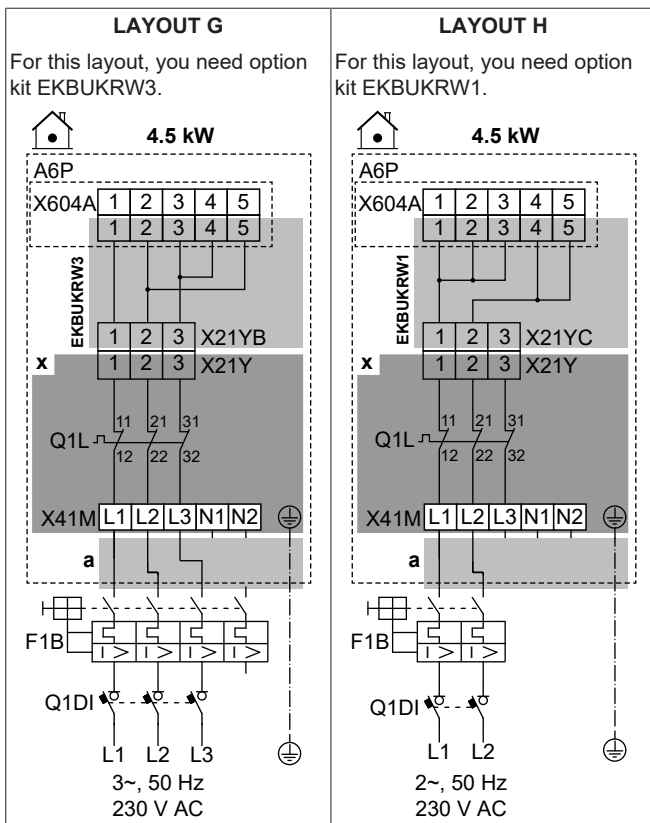 LAYOUT G
For this layout, you need option
kit EKBUKRW3.
4.5 kW
A6P
X604A 1 2 3 4 5
1 2 3 4 5
EKBUKRW3
1 2 3 X21YB
x 1 2 3 X21Y
11 21 31
Q1L
12 22 32
X41M L1 L2 L3 N1 N2
a
F1B
I > I > I > I >
Q1DI
L1 L2 L3
3~, 50 Hz
230 V AC
LAYOUT H
For this layout, you need option
kit EKBUKRW1.
4.5 kW
A6P
X604A 1 2 3 4 5
1 2 3 4 5
EKBUKRW1
1 2 3 X21YC
x 1 2 3 X21Y
11 21 31
Q1L
12 22 32
X41M L1 L2 L3 N1 N2
a
F1B
I > I >
Q1DI
L1 L2
2~, 50 Hz
230 V AC